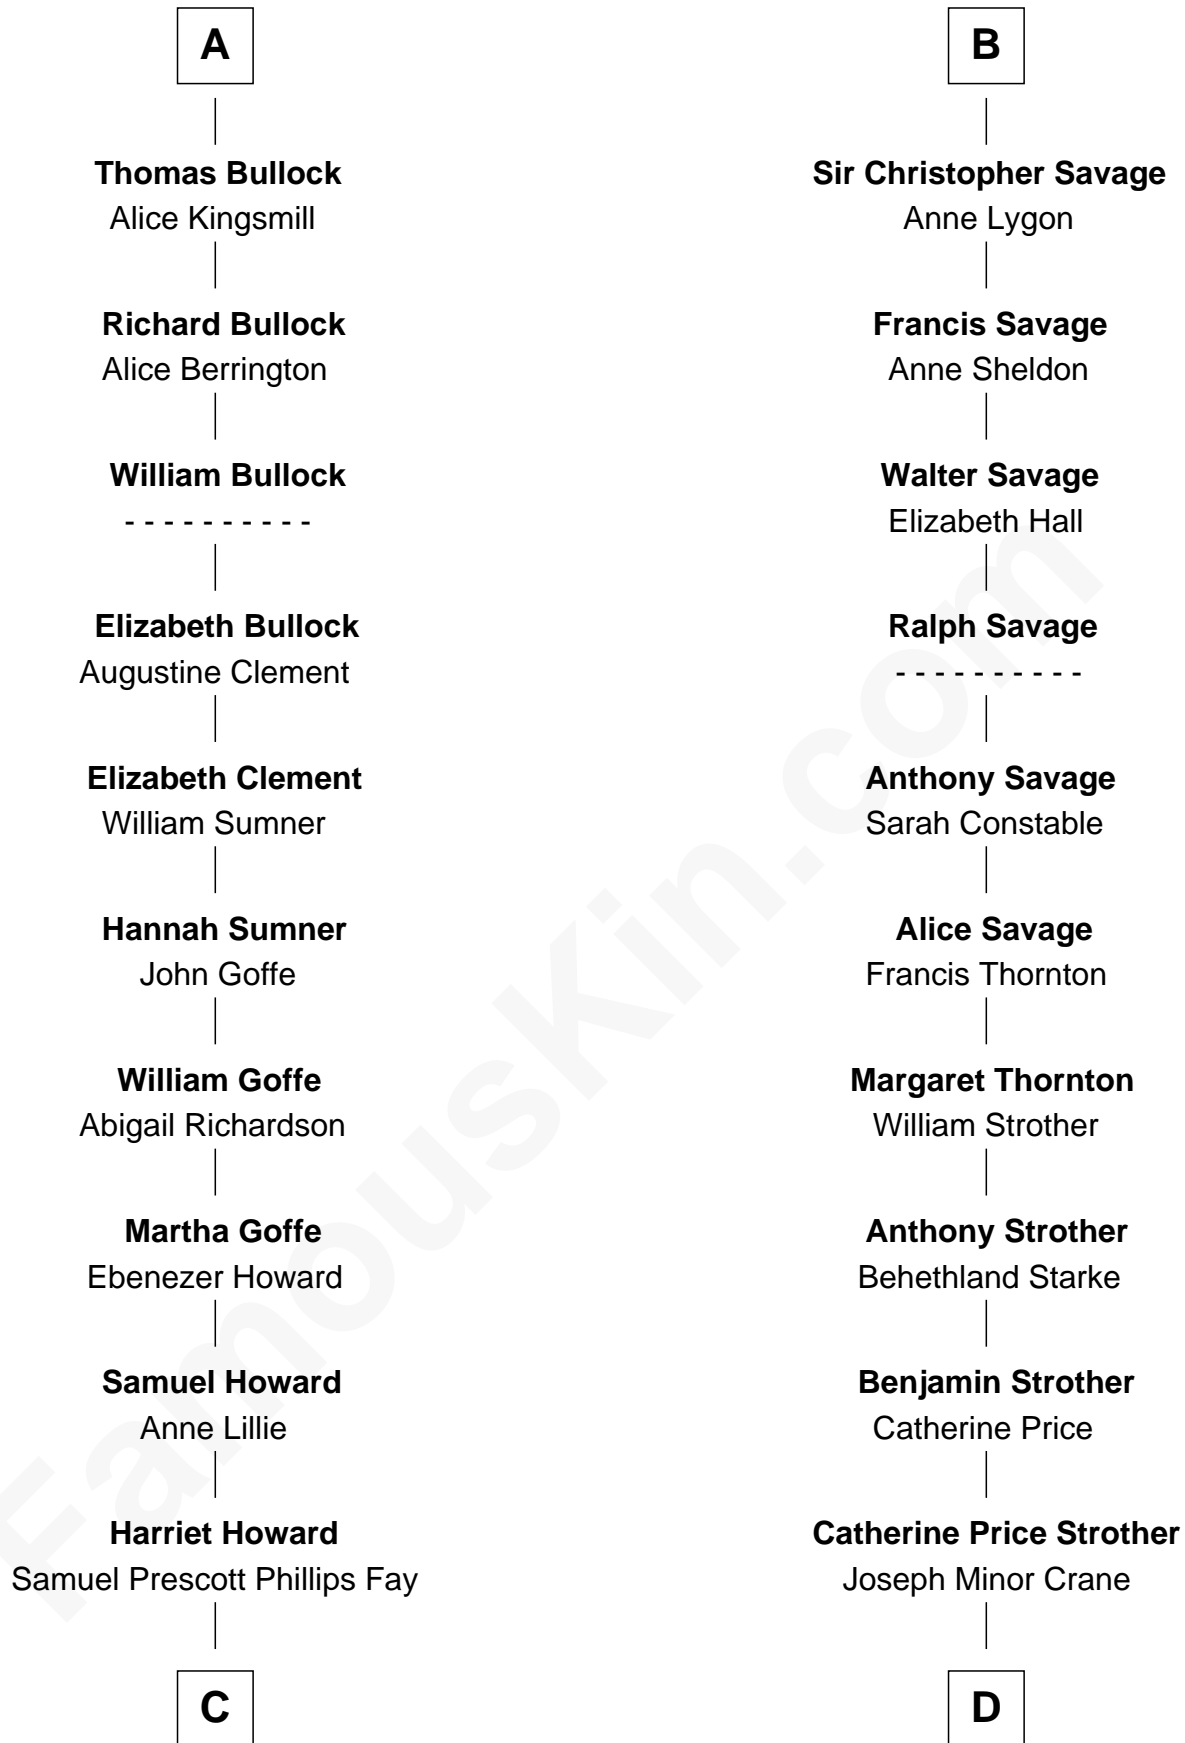 A
Thomas Bullock
Alice Kingsmill
Richard Bullock
Alice Berrington
William Bullock
- - - - - - - - - -
Elizabeth Bullock
Augustine Clement
Elizabeth Clement
William Sumner
Hannah Sumner
John Goffe
William Goffe
Abigail Richardson
Martha Goffe
Ebenezer Howard
Samuel Howard
Anne Lillie
Harriet Howard
Samuel Prescott Phillips Fay
C
B
Sir Christopher Savage
Anne Lygon
Francis Savage
Anne Sheldon
Walter Savage
Elizabeth Hall
Ralph Savage
- - - - - - - - - -
Anthony Savage
Sarah Constable
Alice Savage
Francis Thornton
Margaret Thornton
William Strother
Anthony Strother
Behethland Starke
Benjamin Strother
Catherine Price
Catherine Price Strother
Joseph Minor Crane
D
FamousKin.com